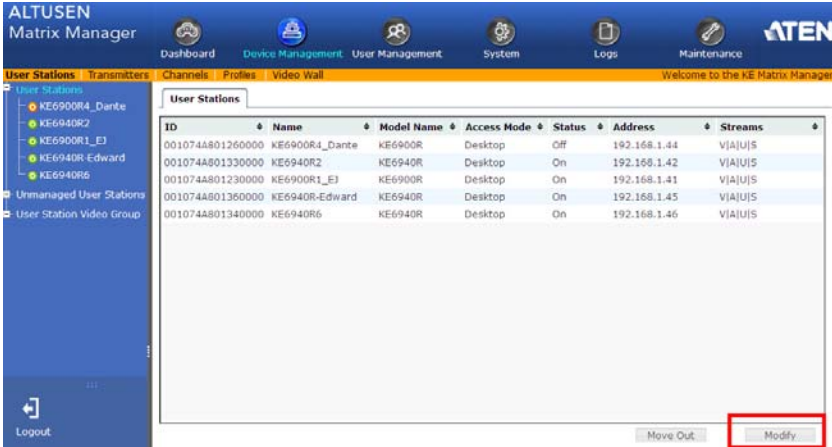 ALTUSEN
Matrix Manager
Dashboard Device Management User Management System Logs Maintenance
ATEN
User Stations Transmitters Channels Profiles Video Wall Welcome to the KE Matrix Manager
User Stations
KE6900R4_Dante
KE6940R2
KE6900R1_EJ
KE6940R-Edward
KE6940R6
Unmanaged User Stations
User Station Video Group
Logout
User Stations
ID Name Model Name Access Mode Status Address Streams
001074A801260000 KE6900R4_Dante KE6900R Desktop Off 192.168.1.44 V|A|U|S
001074A801330000 KE6940R2 KE6940R Desktop On 192.168.1.42 V|A|U|S
001074A801230000 KE6900R1_EJ KE6900R Desktop On 192.168.1.41 V|A|U|S
001074A801360000 KE6940R-Edward KE6940R Desktop On 192.168.1.45 V|A|U|S
001074A801340000 KE6940R6 KE6940R Desktop On 192.168.1.46 V|A|U|S
Move Out Modify